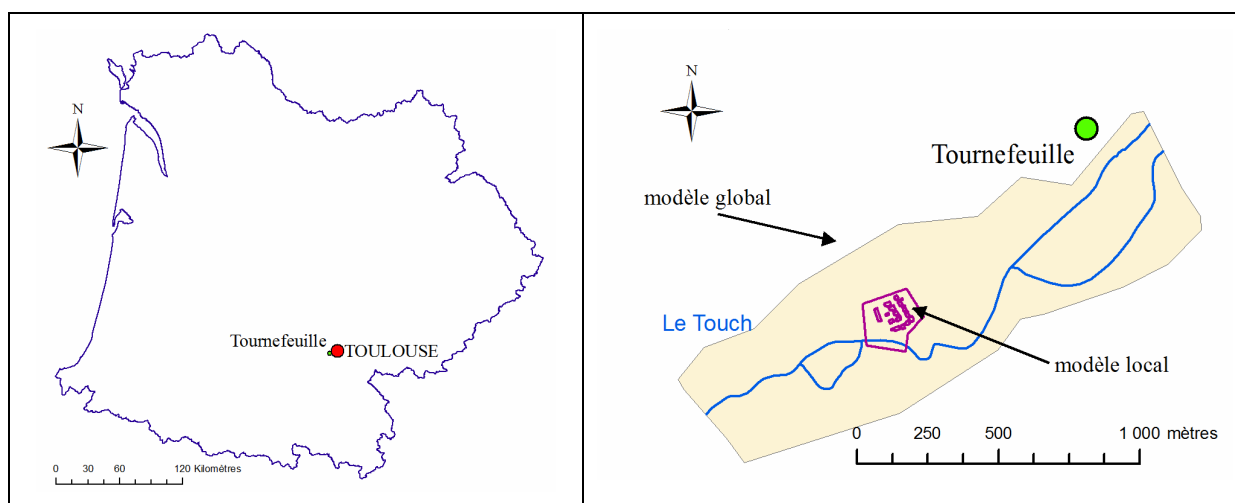 N
Tournefeuille
TOULOUSE
0 30 60 120 Kilomètres
N
Tournefeuille
modèle global
Le Touch
modèle local
0 250 500 1 000 mètres